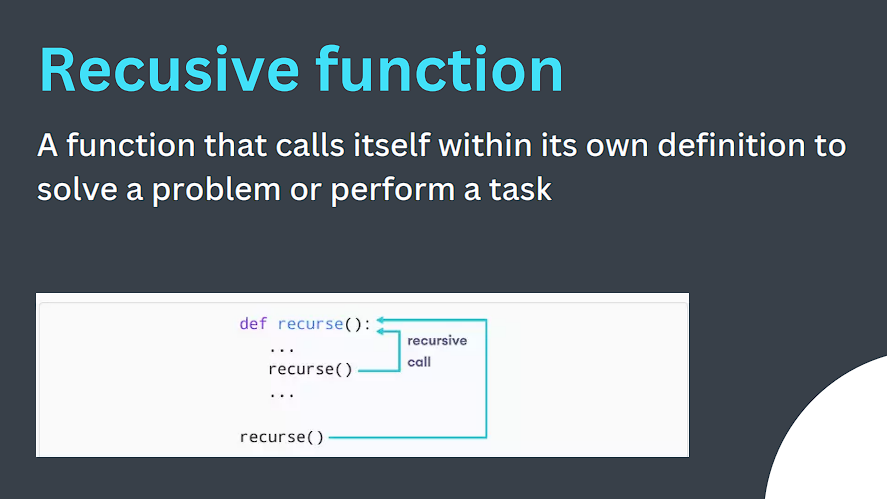 Recusive function
A function that calls itself within its own definition to
solve a problem or perform a task
def recurse():
...
recursive
recurse()
call
...
recurse()